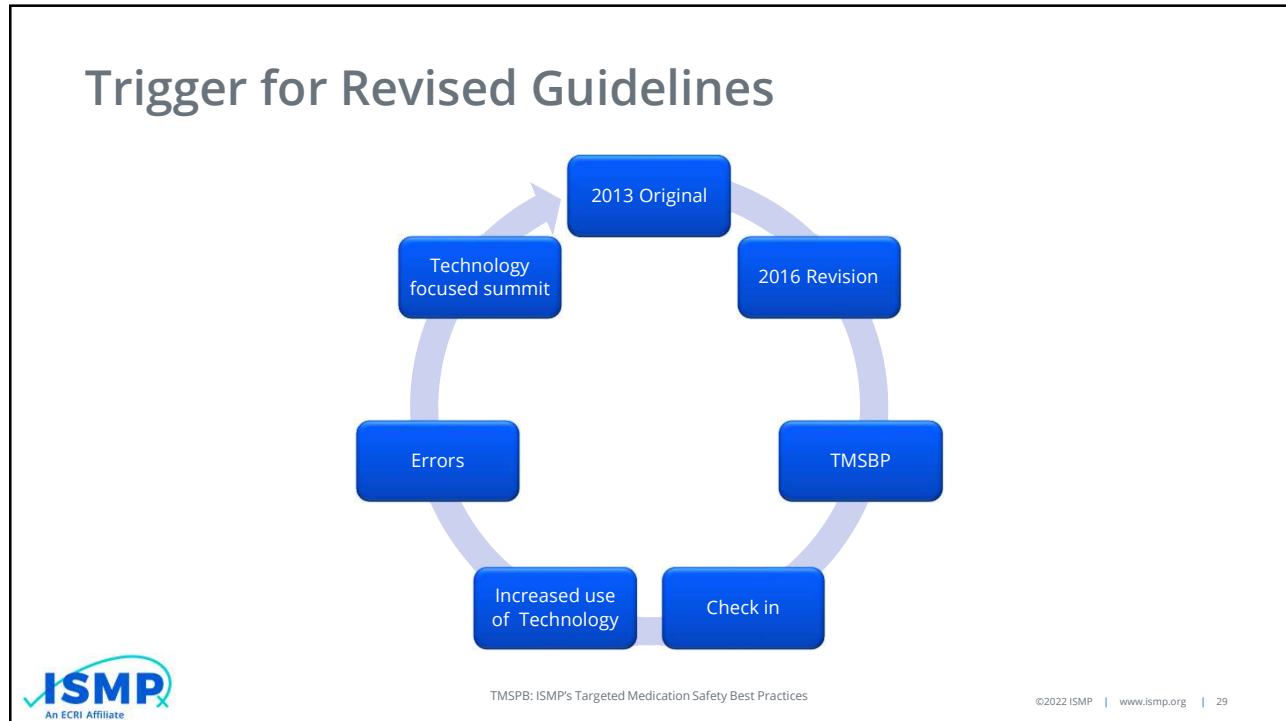 Trigger for Revised Guidelines
2013 Original
2016 Revision
TMSBP
Check in
Increased use
of Technology
Errors
Technology
focused summit
ISMP
An ECRI Affiliate
TMSPB: ISMP's Targeted Medication Safety Best Practices
©2022 ISMP | www.ismp.org | 29